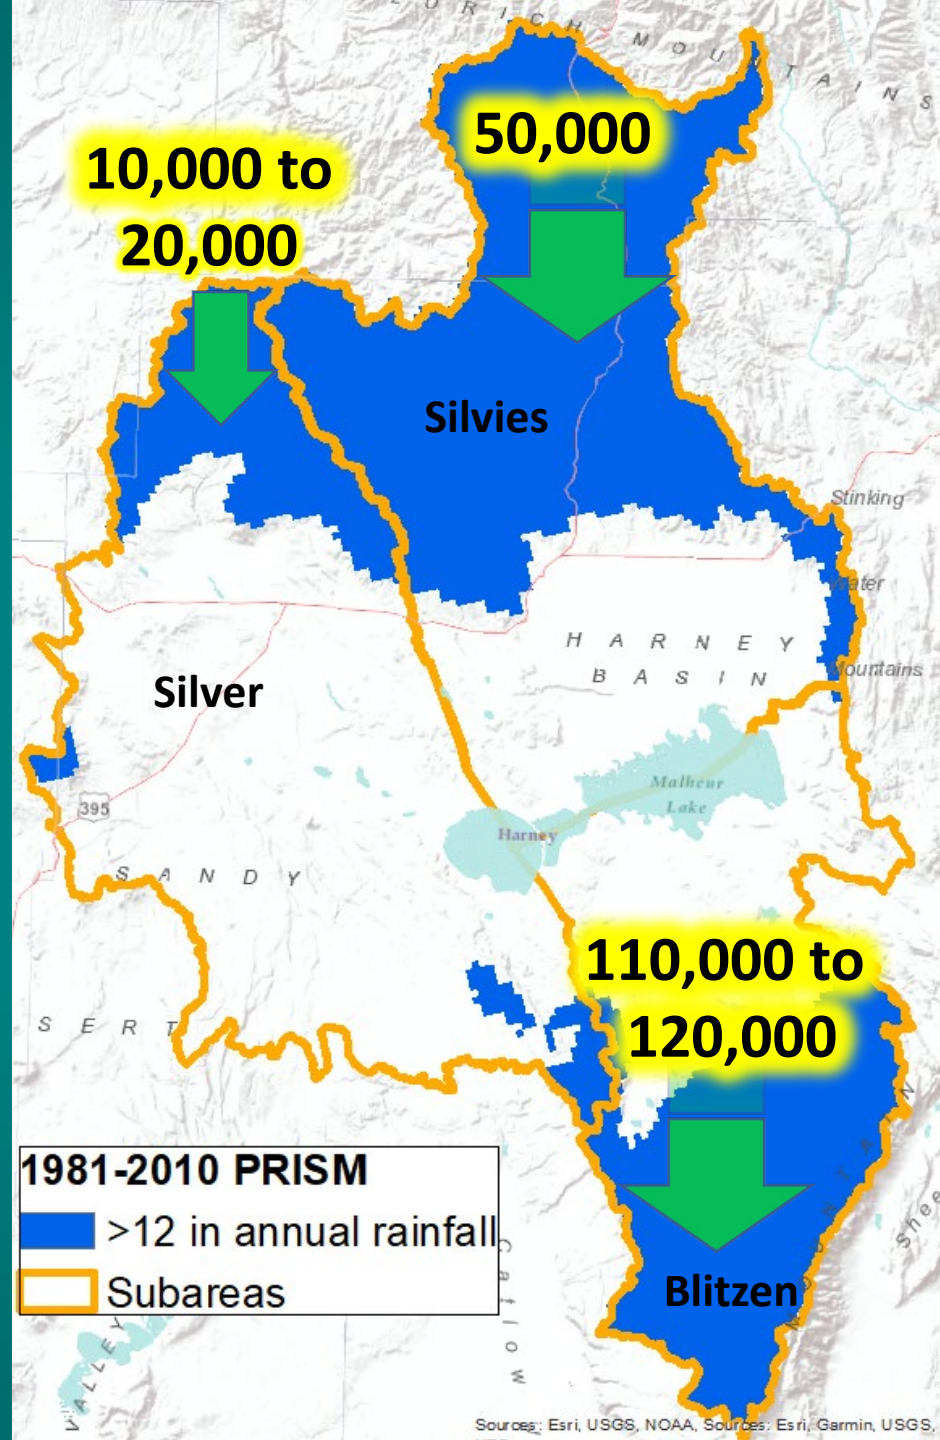 M O U N T A I N S
50,000
10,000 to
20,000
Silvies
Stinking
Water
Mountains
H A R N E Y
B A S I N
Silver
Malheur
Lake
395
Harney
S A N D Y
110,000 to
120,000
S E R T
1981-2010 PRISM
>12 in annual rainfall
Subareas
Blitzen
C a t l o w
V A L L E Y
Shee
Sources: Esri, USGS, NOAA, Sources: Esri, Garmin, USGS,